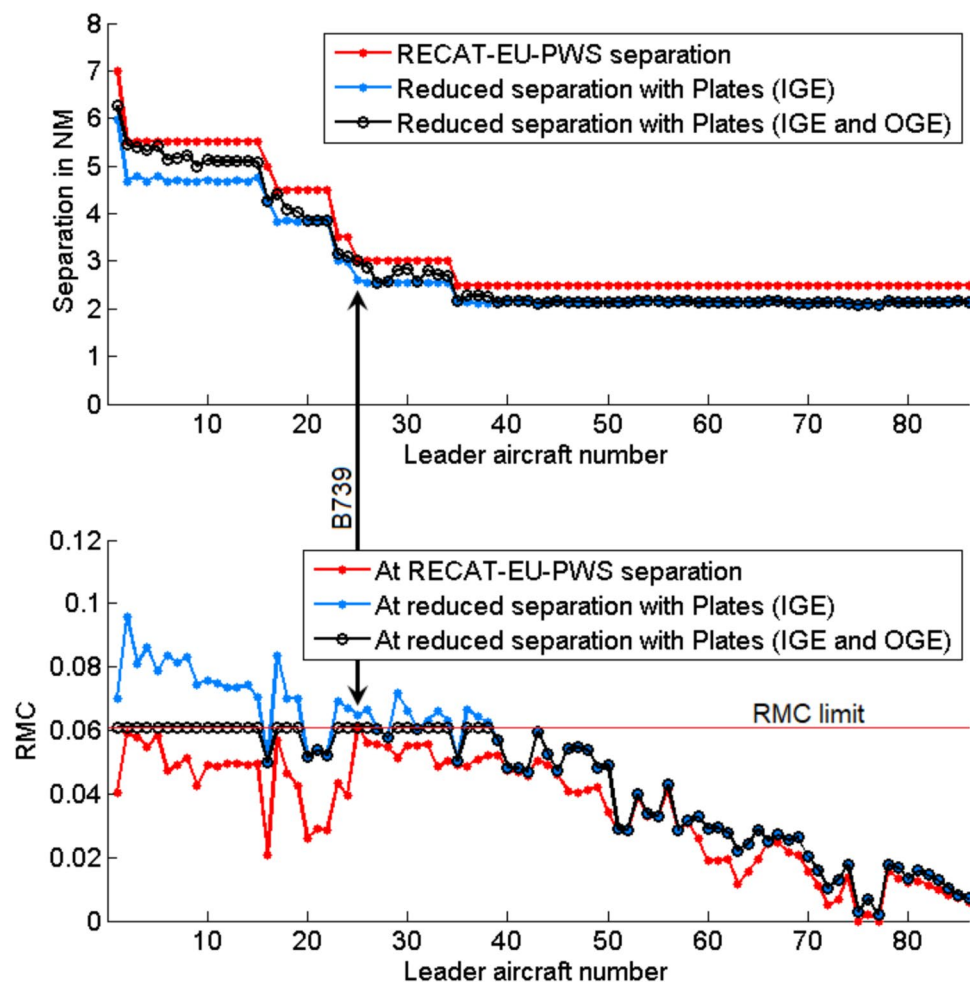 8
7
6
5
4
3
2
1
0
Separation in NM
RECAT-EU-PWS separation
Reduced separation with Plates (IGE)
Reduced separation with Plates (IGE and OGE)
10 20 30 40 50 60 70 80
Leader aircraft number
B739
0.12
0.1
0.08
0.06
0.04
0.02
0
RMC
At RECAT-EU-PWS separation
At reduced separation with Plates (IGE)
At reduced separation with Plates (IGE and OGE)
RMC limit
10 20 30 40 50 60 70 80
Leader aircraft number